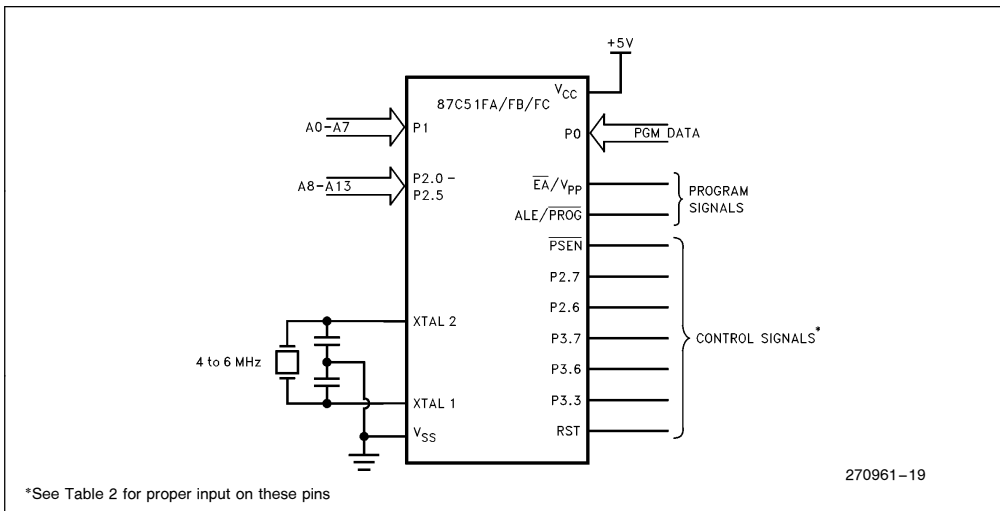 +5V
VCC
87C51FA/FB/FC
A0-A7
P1
P0
PGM DATA
A8-A13
P2.0 -
P2.5
EA/VPP
ALE/PROG
PROGRAM
SIGNALS
PSEN
P2.7
P2.6
XTAL 2
P3.7
CONTROL SIGNALS*
4 to 6 MHz
P3.6
XTAL 1
P3.3
VSS
RST
270961–19
*See Table 2 for proper input on these pins